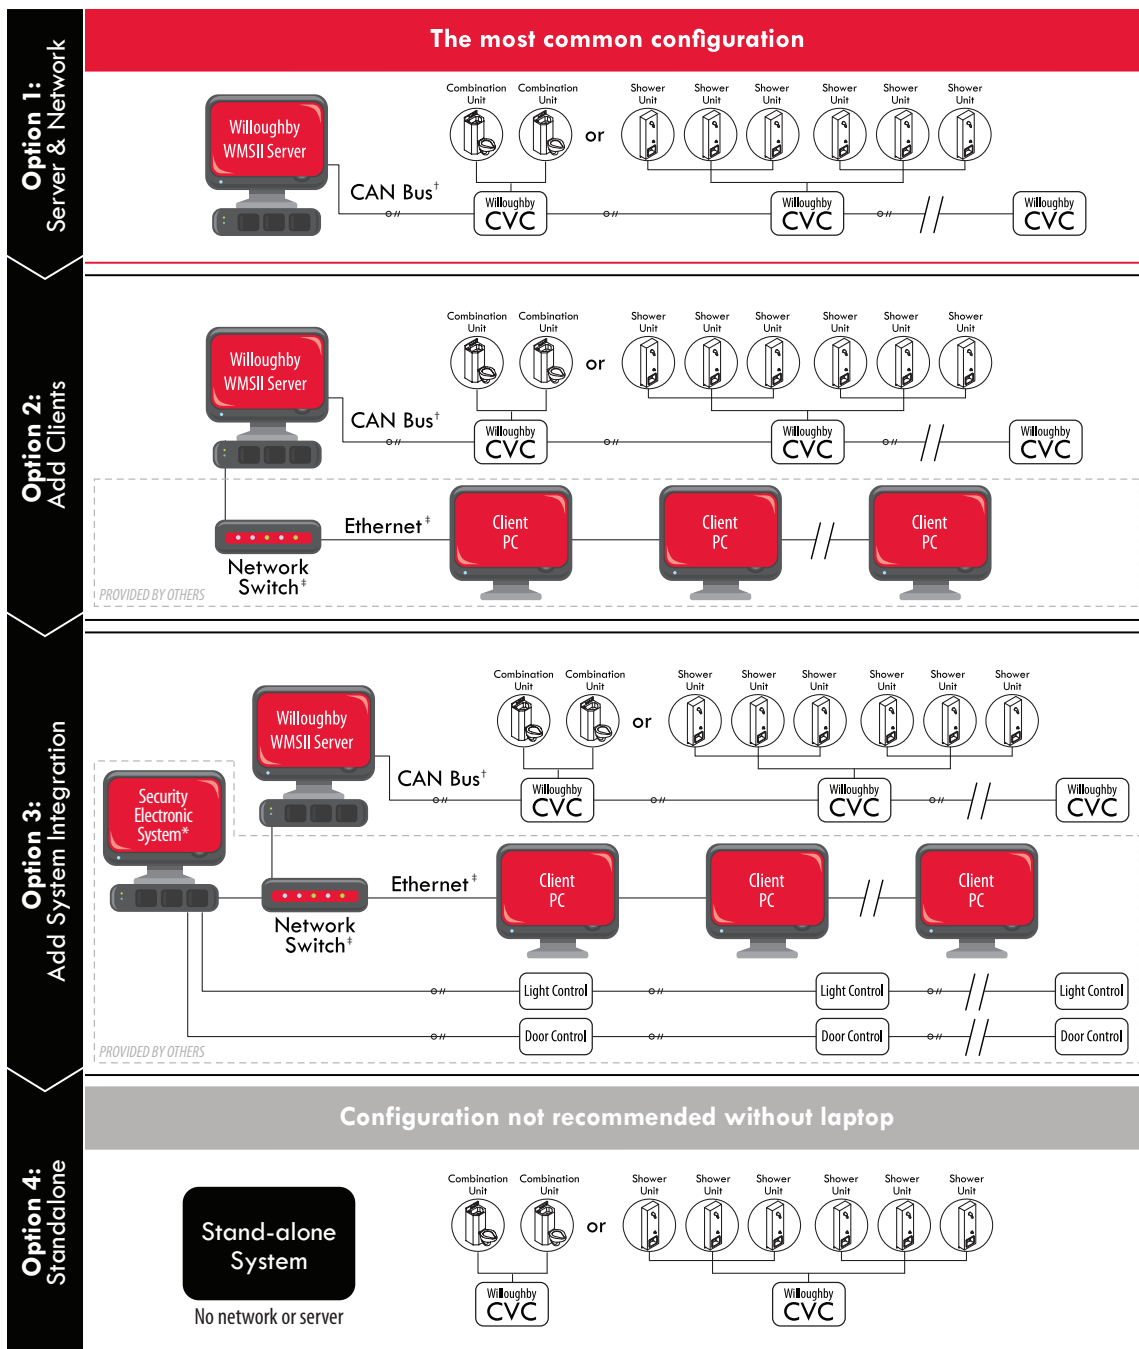 Option 1:
Server & Network
The most common configuration
Willoughby
WMSII Server
CAN Bus†
Combination
Unit
Combination
Unit
or
Shower
Unit
Shower
Unit
Shower
Unit
Shower
Unit
Shower
Unit
Shower
Unit
Willoughby
CVC
Willoughby
CVC
Willoughby
CVC
Option 2:
Add Clients
Willoughby
WMSII Server
CAN Bus†
Combination
Unit
Combination
Unit
or
Shower
Unit
Shower
Unit
Shower
Unit
Shower
Unit
Shower
Unit
Shower
Unit
Willoughby
CVC
Willoughby
CVC
Willoughby
CVC
Network
Switch‡
Ethernet‡
Client
PC
Client
PC
Client
PC
PROVIDED BY OTHERS
Option 3:
Add System Integration
Willoughby
WMSII Server
CAN Bus†
Combination
Unit
Combination
Unit
or
Shower
Unit
Shower
Unit
Shower
Unit
Shower
Unit
Shower
Unit
Shower
Unit
Willoughby
CVC
Willoughby
CVC
Willoughby
CVC
Security
Electronic
System*
Network
Switch‡
Ethernet‡
Client
PC
Client
PC
Client
PC
Light Control
Light Control
Light Control
Door Control
Door Control
Door Control
PROVIDED BY OTHERS
Option 4:
Standalone
Configuration not recommended without laptop
Stand-alone
System
No network or server
Combination
Unit
Combination
Unit
or
Shower
Unit
Shower
Unit
Shower
Unit
Shower
Unit
Shower
Unit
Shower
Unit
Willoughby
CVC
Willoughby
CVC